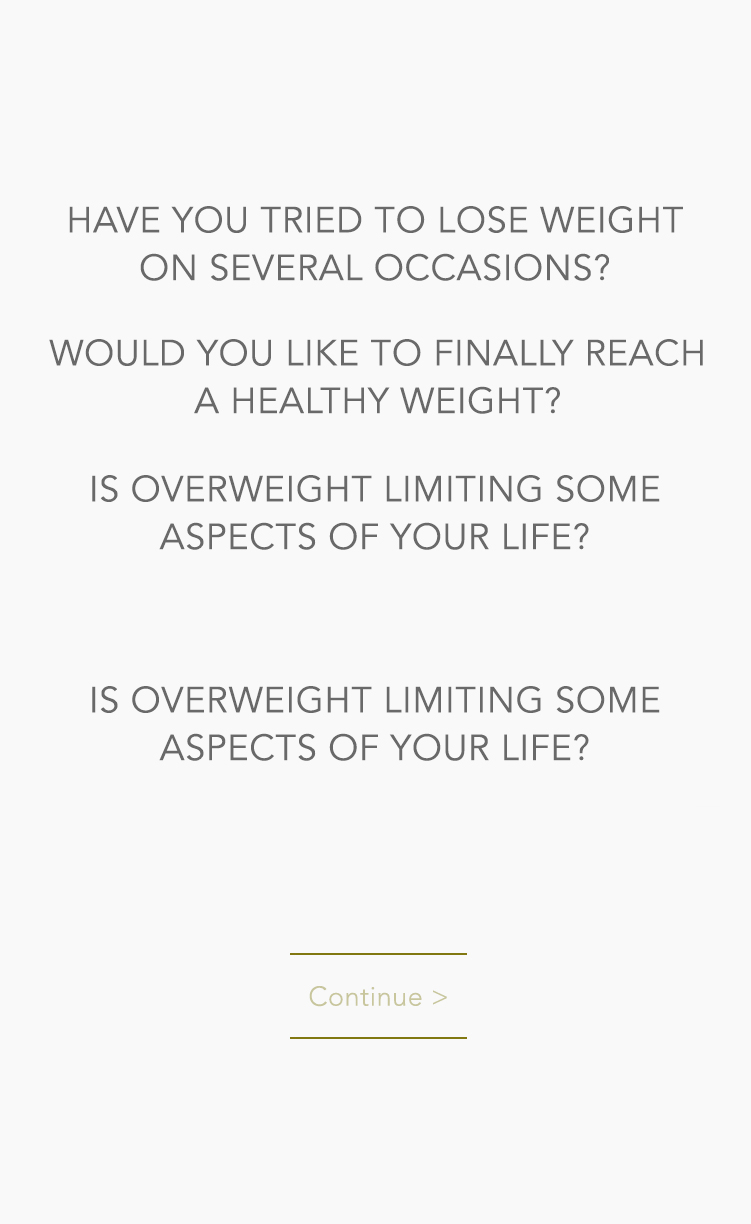 HAVE YOU TRIED TO LOSE WEIGHT
ON SEVERAL OCCASIONS?
WOULD YOU LIKE TO FINALLY REACH
A HEALTHY WEIGHT?
IS OVERWEIGHT LIMITING SOME
ASPECTS OF YOUR LIFE?
IS OVERWEIGHT LIMITING SOME
ASPECTS OF YOUR LIFE?
Continue >